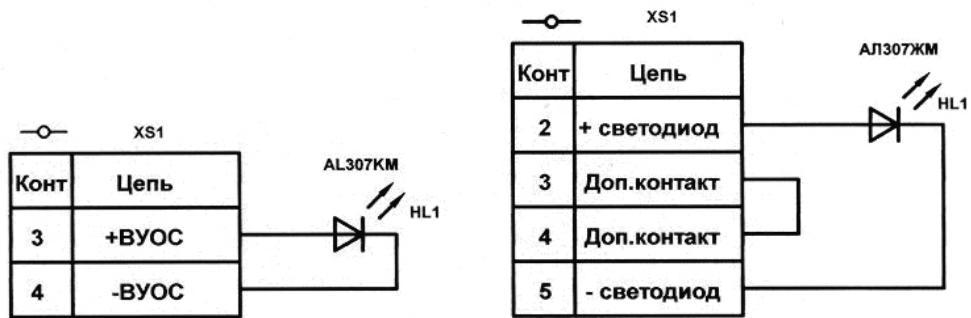 XS1
Конт Цепь
3 +ВУОС
4 -ВУОС
AL307KM
HL1
XS1
Конт Цепь
2 + светодиод
3 Доп.контакт
4 Доп.контакт
5 - светодиод
АЛ307ЖМ
HL1